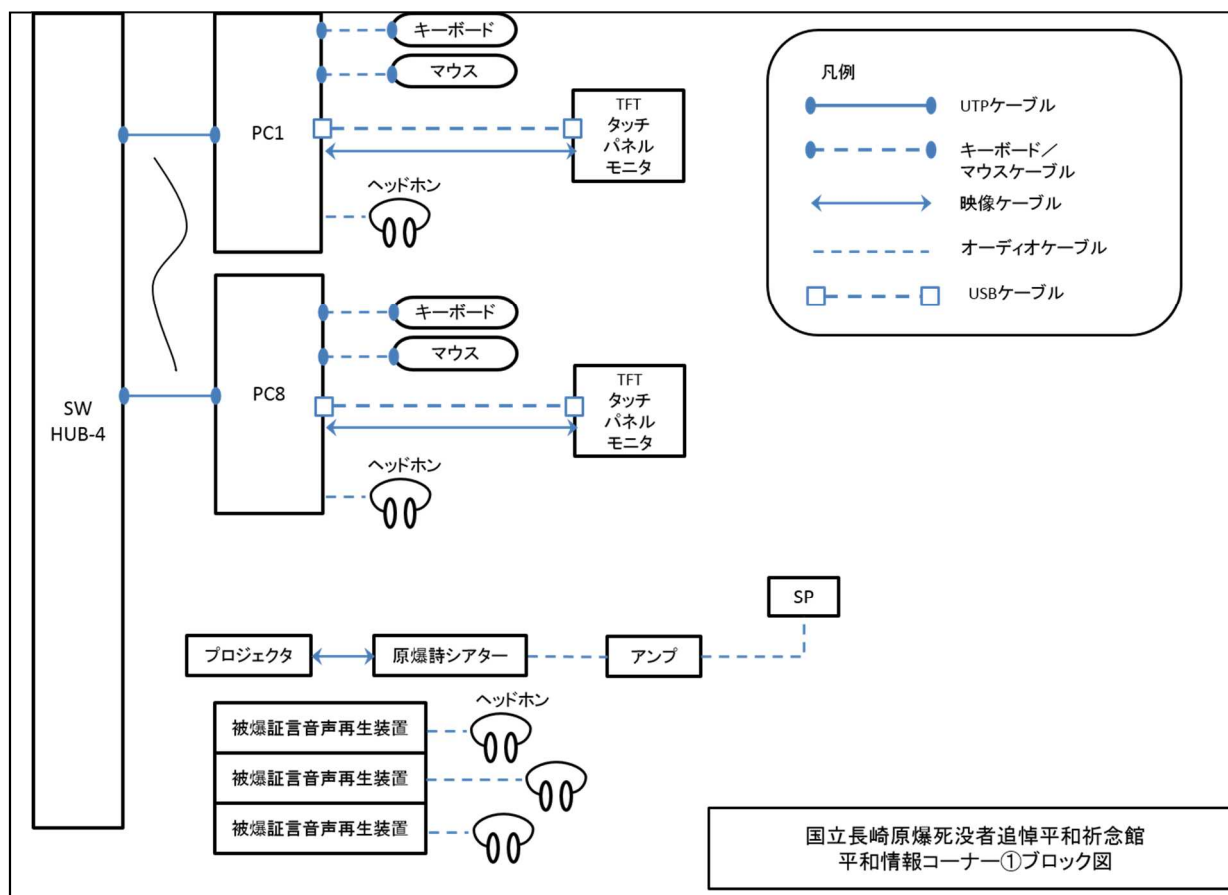 SW
HUB-4
PC1
キーボード
マウス
TFT
タッチ
パネル
モニタ
ヘッドホン
PC8
キーボード
マウス
TFT
タッチ
パネル
モニタ
ヘッドホン
凡例
UTPケーブル
キーボード／
マウスケーブル
映像ケーブル
オーディオケーブル
USBケーブル
SP
プロジェクタ
原爆詩シアター
アンプ
ヘッドホン
被爆証言音声再生装置
被爆証言音声再生装置
被爆証言音声再生装置
国立長崎原爆死没者追悼平和祈念館
平和情報コーナー①ブロック図